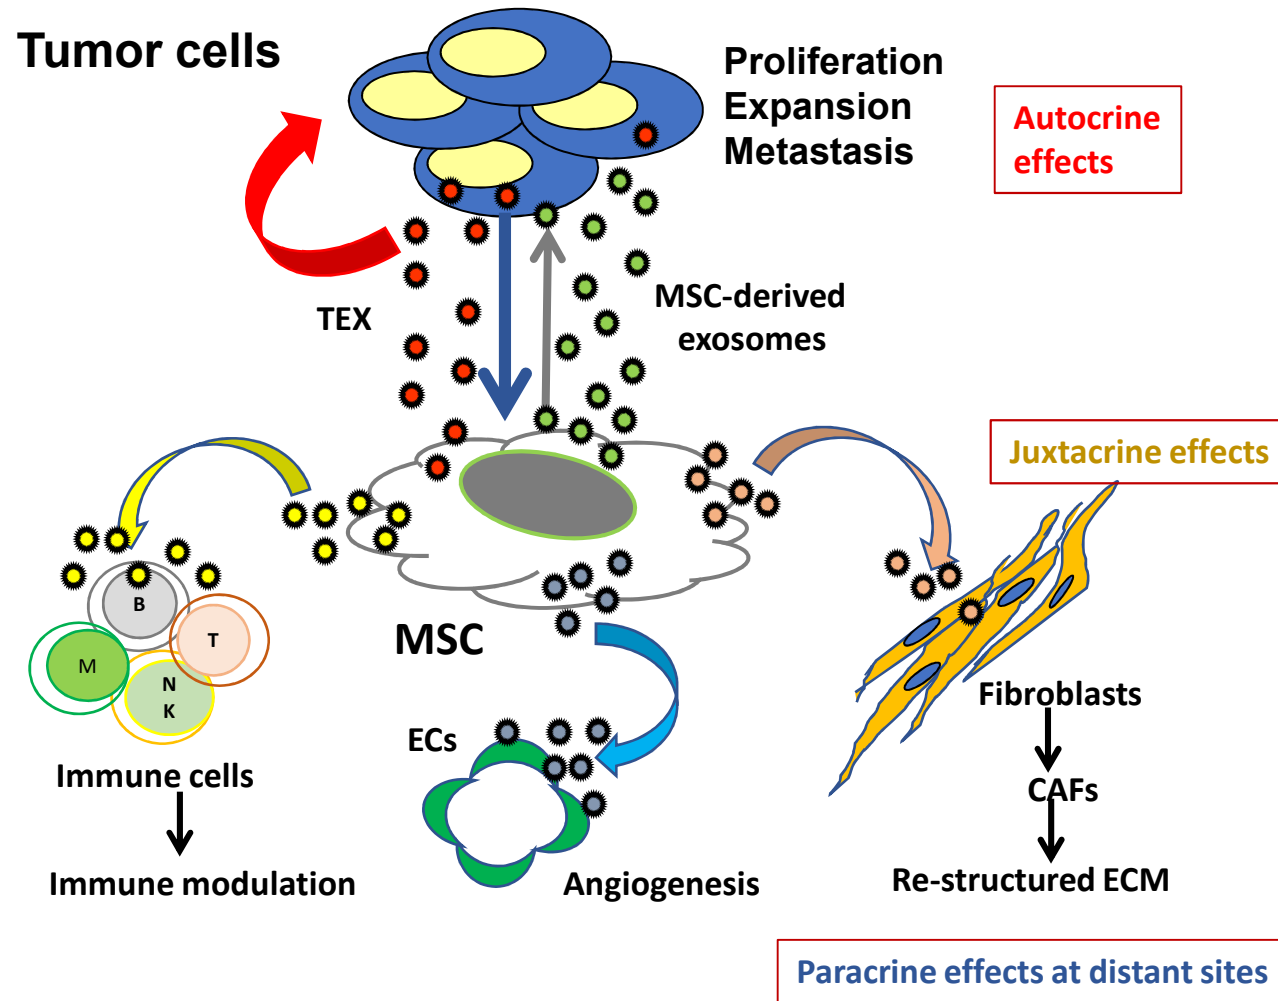 Tumor cells
Proliferation
Expansion
Metastasis
Autocrine
effects
TEX
MSC-derived
exosomes
Juxtacrine effects
B
T
M
N
K
MSC
ECs
Fibroblasts
Immune cells
CAFs
Immune modulation
Angiogenesis
Re-structured ECM
Paracrine effects at distant sites